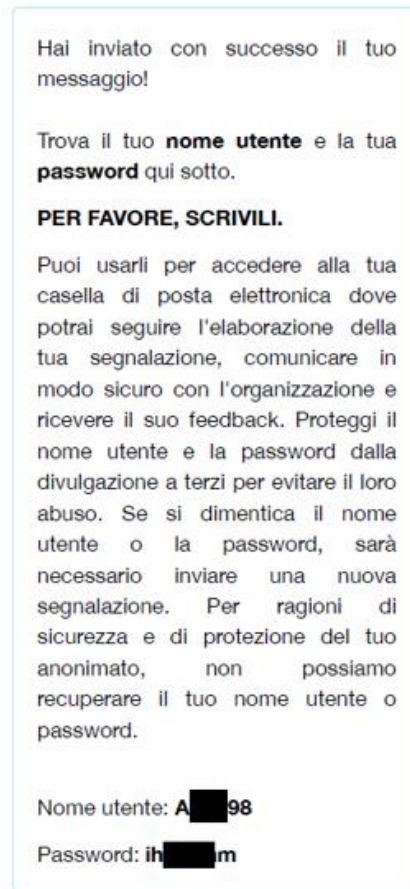 Hai inviato con successo il tuo
messaggio!
Trova il tuo nome utente e la tua
password qui sotto.
PER FAVORE, SCRIVILI.
Puoi usarli per accedere alla tua
casella di posta elettronica dove
potrai seguire l'elaborazione della
tua segnalazione, comunicare in
modo sicuro con l'organizzazione e
ricevere il suo feedback. Proteggi il
nome utente e la password dalla
divulgazione a terzi per evitare il loro
abuso. Se si dimentica il nome
utente o la password, sarà
necessario inviare una nuova
segnalazione. Per ragioni di
sicurezza e di protezione del tuo
anonimato, non possiamo
recuperare il tuo nome utente o
password.
Nome utente: A 98
Password: ih m